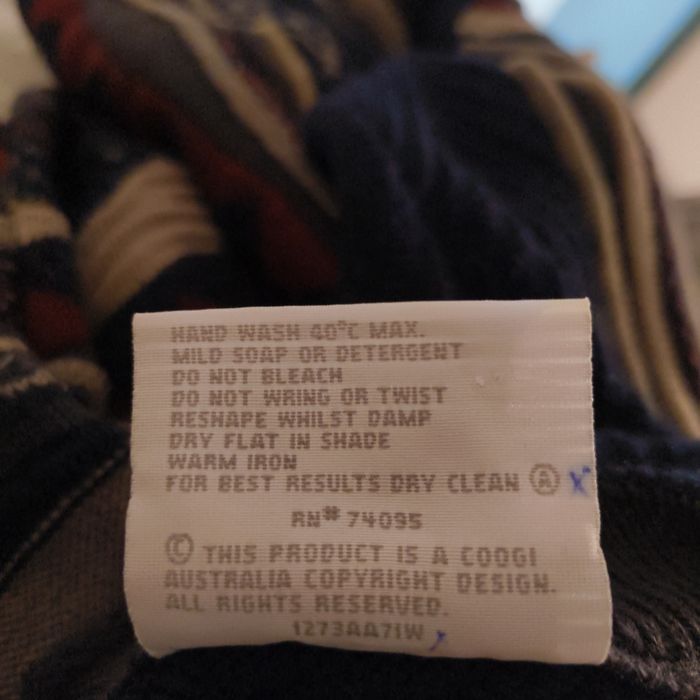 HAND WASH 40°C MAX.
MILD SOAP OR DETERGENT
DO NOT BLEACH
DO NOT WRING OR TWIST
RESHAPE WHILST DAMP
DRY FLAT IN SHADE
WARM IRON
FOR BEST RESULTS DRY CLEAN Ⓐ X
RN# 74095
© THIS PRODUCT IS A COOGI
AUSTRALIA COPYRIGHT DESIGN.
ALL RIGHTS RESERVED.
1273AA71W